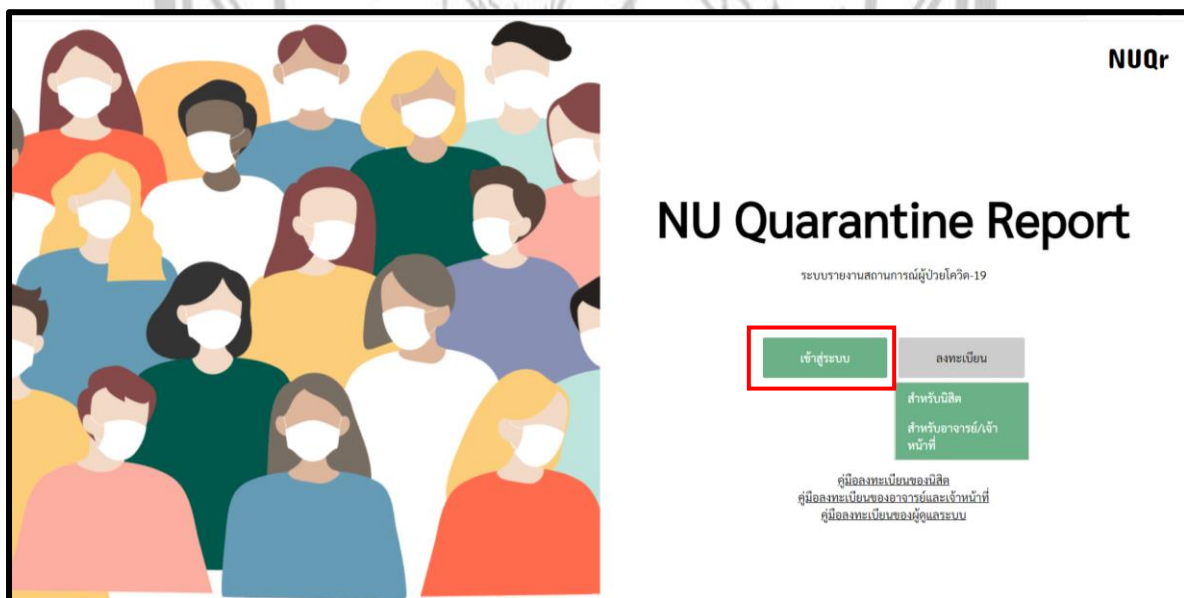 NUQr
NU Quarantine Report
ระบบรายงานสถานการณ์ผู้ป่วยโควิด-19
เข้าสู่ระบบ
ลงทะเบียน
สำหรับนิสิต
สำหรับอาจารย์/เจ้า
หน้าที่
คู่มือลงทะเบียนของนิสิต
คู่มือลงทะเบียนของอาจารย์และเจ้าหน้าที่
คู่มือลงทะเบียนของผู้ดูแลระบบ